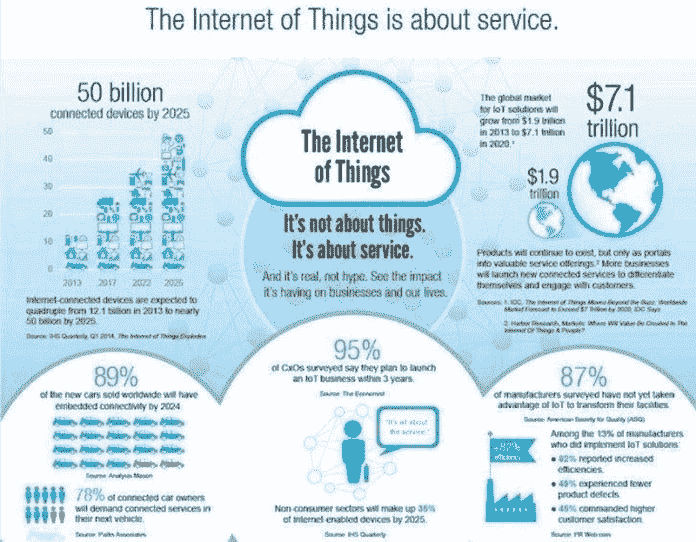 The Internet of Things is about service.
50 billion
connected devices by 2025
50
40
30
20
10
0
2013 2017 2022 2025
Internet-connected devices are expected to
quadruple from 12.1 billion in 2013 to nearly
50 billion by 2025.
Source: IHS Quarterly, Q1 2014, The Internet of Things Explodes
The Internet
of Things
It's not about things.
It's about service.
And it's real, not hype. See the impact
it's having on businesses and our lives.
The global market
for IoT solutions will
grow from $1.9 trillion
in 2013 to $7.1 trillion
in 2020.¹
$7.1
trillion
$1.9
trillion
Products will continue to exist, but only as portals
into valuable service offerings.² More businesses
will launch new connected services to differentiate
themselves and engage with customers.
Sources: 1. IDC, The Internet of Things Moves Beyond the Buzz: Worldwide
Market Forecast to Exceed $7 Trillion by 2020, IDC Says
2. Harbor Research, Markets: Where Will Value Be Created In The
Internet Of Things & People?
89%
of the new cars sold worldwide will have
embedded connectivity by 2024
Source: Analysis Mason
78% of connected car owners
will demand connected services in
their next vehicle.
Source: Parks Associates
95%
of CxOs surveyed say they plan to launch
an IoT business within 3 years.
Source: The Economist
"It's all about
the service."
Non-consumer sectors will make up
of Internet-enabled devices by 2025.
Source: IHS Quarterly
87%
of manufacturers surveyed have not yet taken
advantage of IoT to transform their facilities.
Source: American Society for Quality (ASQ)
efficiency
Among the 13% of manufacturers
who did implement IoT solutions:
• 82% reported increased
efficiencies.
• 49% experienced fewer
product defects.
• 45% commanded higher
customer satisfaction.
Source: PR Web.com